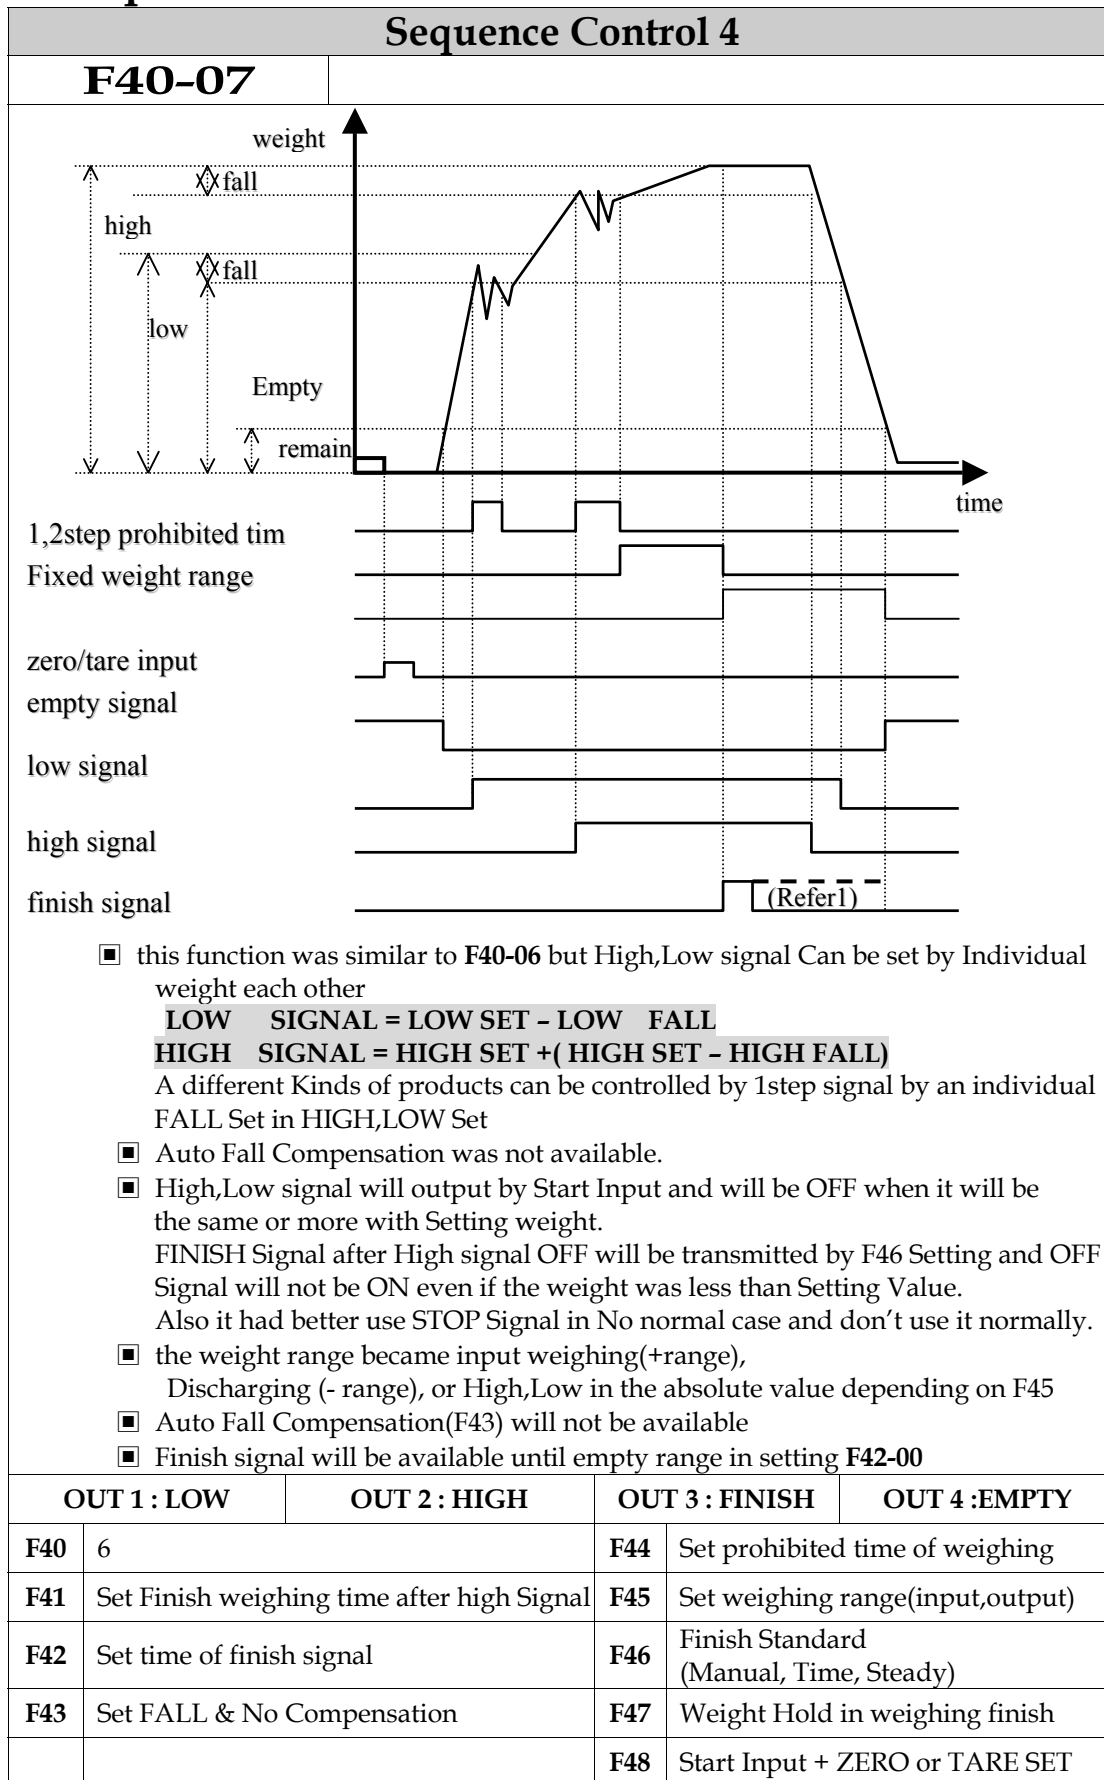 Sequence Control 4
F40-07
weight
fall
high
fall
low
Empty
remain
time
1,2step prohibited tim
Fixed weight range
zero/tare input
empty signal
low signal
high signal
finish signal
(Refer1)
▣ this function was similar to F40-06 but High,Low signal Can be set by Individual
weight each other
LOW SIGNAL = LOW SET – LOW FALL
HIGH SIGNAL = HIGH SET +( HIGH SET – HIGH FALL)
A different Kinds of products can be controlled by 1step signal by an individual
FALL Set in HIGH,LOW Set
▣ Auto Fall Compensation was not available.
▣ High,Low signal will output by Start Input and will be OFF when it will be
the same or more with Setting weight.
FINISH Signal after High signal OFF will be transmitted by F46 Setting and OFF
Signal will not be ON even if the weight was less than Setting Value.
Also it had better use STOP Signal in No normal case and don’t use it normally.
▣ the weight range became input weighing(+range),
Discharging (- range), or High,Low in the absolute value depending on F45
▣ Auto Fall Compensation(F43) will not be available
▣ Finish signal will be available until empty range in setting F42-00
OUT 1 : LOW OUT 2 : HIGH OUT 3 : FINISH OUT 4 :EMPTY
F40 6 F44 Set prohibited time of weighing
F41 Set Finish weighing time after high Signal F45 Set weighing range(input,output)
F42 Set time of finish signal F46 Finish Standard
(Manual, Time, Steady)
F43 Set FALL & No Compensation F47 Weight Hold in weighing finish
F48 Start Input + ZERO or TARE SET